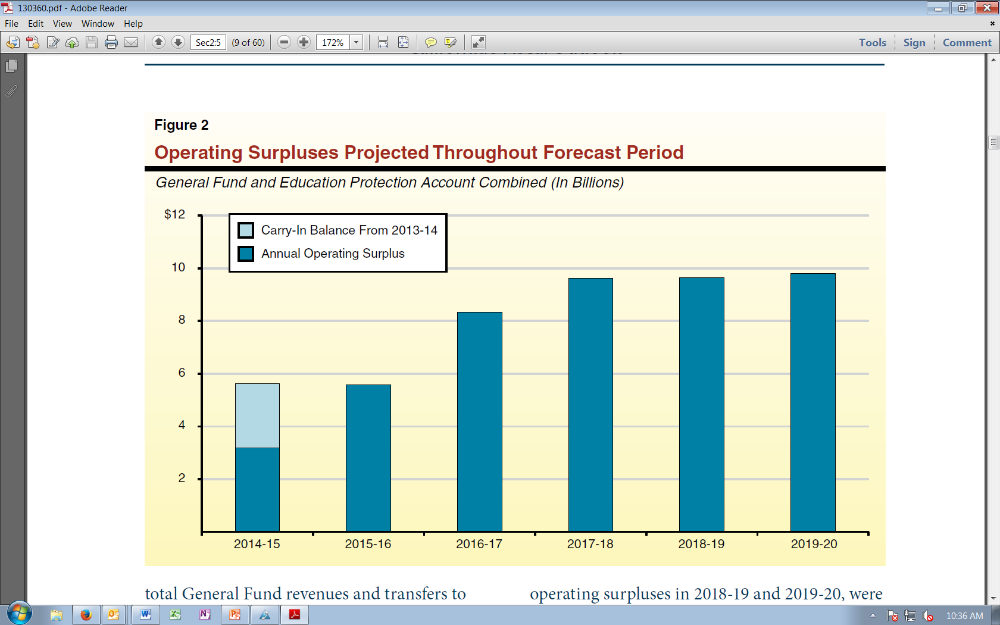 130360.pdf - Adobe Reader
File Edit View Window Help
Sec2:5 (9 of 60) 172% Tools Sign Comment
Figure 2
Operating Surpluses Projected Throughout Forecast Period
General Fund and Education Protection Account Combined (In Billions)
$12
Carry-In Balance From 2013-14
Annual Operating Surplus
10
8
6
4
2
2014-15 2015-16 2016-17 2017-18 2018-19 2019-20
total General Fund revenues and transfers to
operating surpluses in 2018-19 and 2019-20, were
10:36 AM